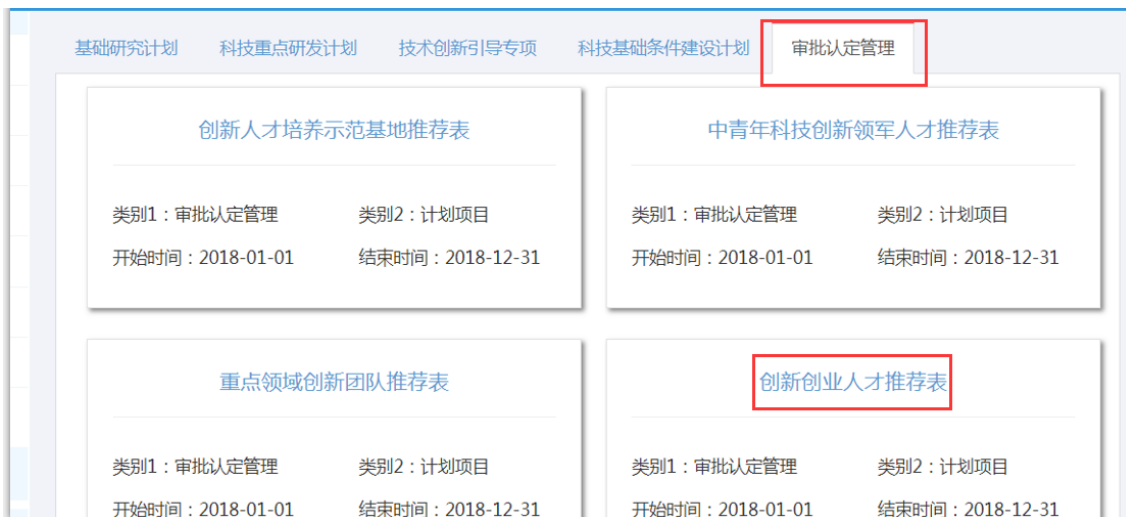 基础研究计划 科技重点研发计划 技术创新引导专项 科技基础条件建设计划 审批认定管理
创新人才培养示范基地推荐表
类别1：审批认定管理 类别2：计划项目
开始时间：2018-01-01 结束时间：2018-12-31
中青年科技创新领军人才推荐表
类别1：审批认定管理 类别2：计划项目
开始时间：2018-01-01 结束时间：2018-12-31
重点领域创新团队推荐表
类别1：审批认定管理 类别2：计划项目
开始时间：2018-01-01 结束时间：2018-12-31
创新创业人才推荐表
类别1：审批认定管理 类别2：计划项目
开始时间：2018-01-01 结束时间：2018-12-31